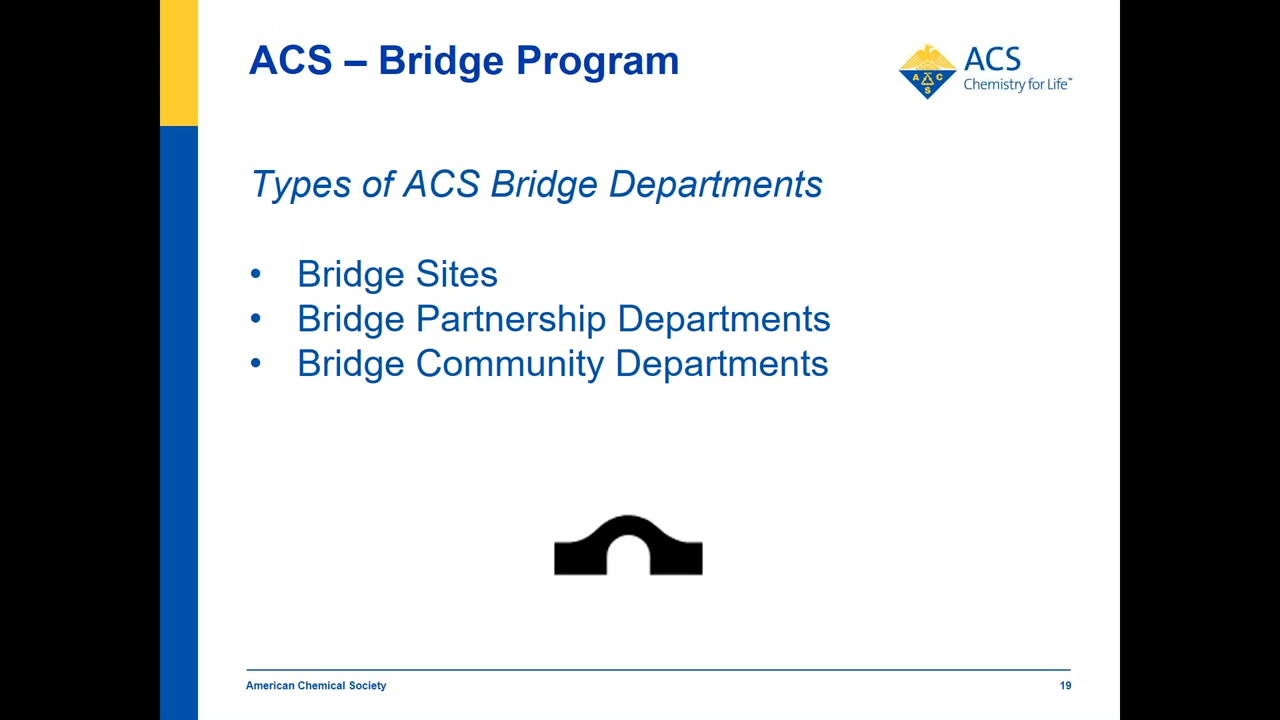 ACS – Bridge Program
ACS
Chemistry for Life™
A C S
Types of ACS Bridge Departments
• Bridge Sites
• Bridge Partnership Departments
• Bridge Community Departments
American Chemical Society
19